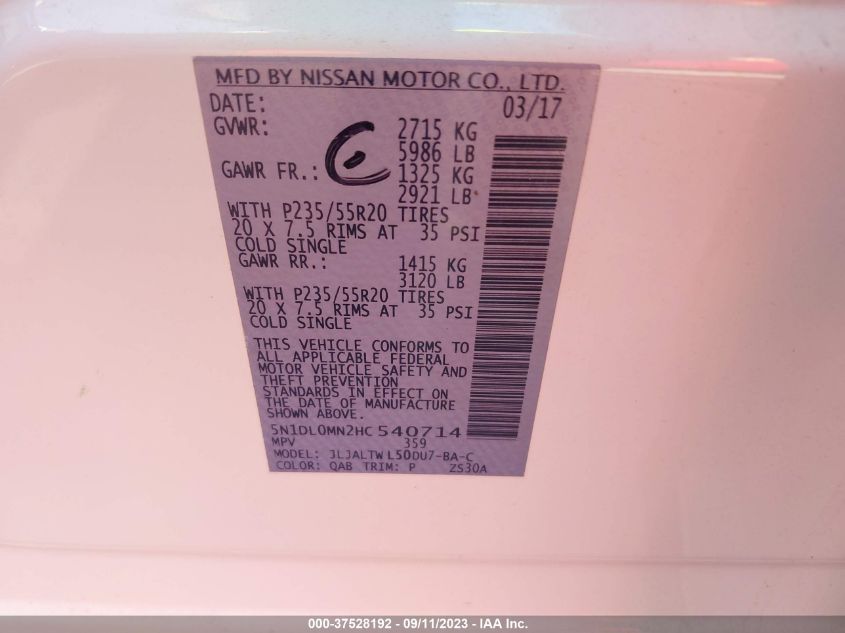 MFD BY NISSAN MOTOR CO., LTD.
DATE: 03/17
GVWR: 2715 KG
5986 LB
GAWR FR.: 1325 KG
2921 LB
WITH P235/55R20 TIRES
20 X 7.5 RIMS AT 35 PSI
COLD SINGLE
GAWR RR.: 1415 KG
3120 LB
WITH P235/55R20 TIRES
20 X 7.5 RIMS AT 35 PSI
COLD SINGLE
THIS VEHICLE CONFORMS TO
ALL APPLICABLE FEDERAL
MOTOR VEHICLE SAFETY AND
THEFT PREVENTION
STANDARDS IN EFFECT ON
THE DATE OF MANUFACTURE
SHOWN ABOVE.
5N1DL0MN2HC540714
MPV 359
MODEL: JLJALTWL50DU7-BA-C
COLOR: QAB TRIM: P ZS30A
000-37528192 - 09/11/2023 - IAA Inc.